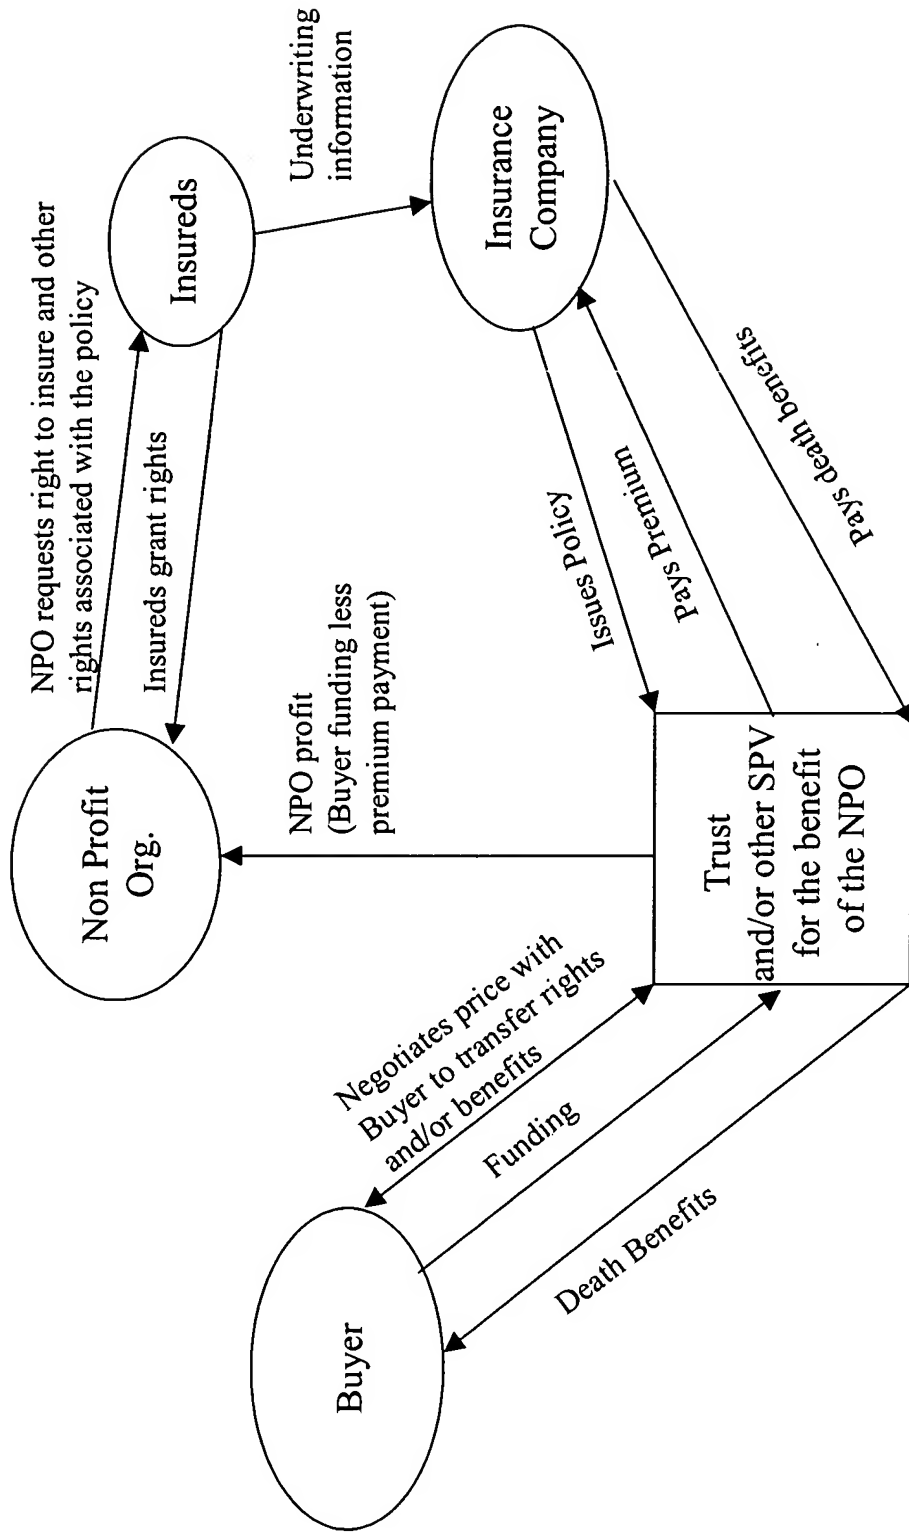 NPO requests right to insure and other
rights associated with the policy
Non Profit
Org.
Insureds grant rights
Insureds
Underwriting
information
NPO profit
(Buyer funding less
premium payment)
Insurance
Company
Buyer
Negotiates price with
Buyer to transfer rights
and/or benefits
Funding
Death Benefits
Issues Policy
Pays Premium
Pays death benefits
Trust
and/or other SPV
for the benefit
of the NPO